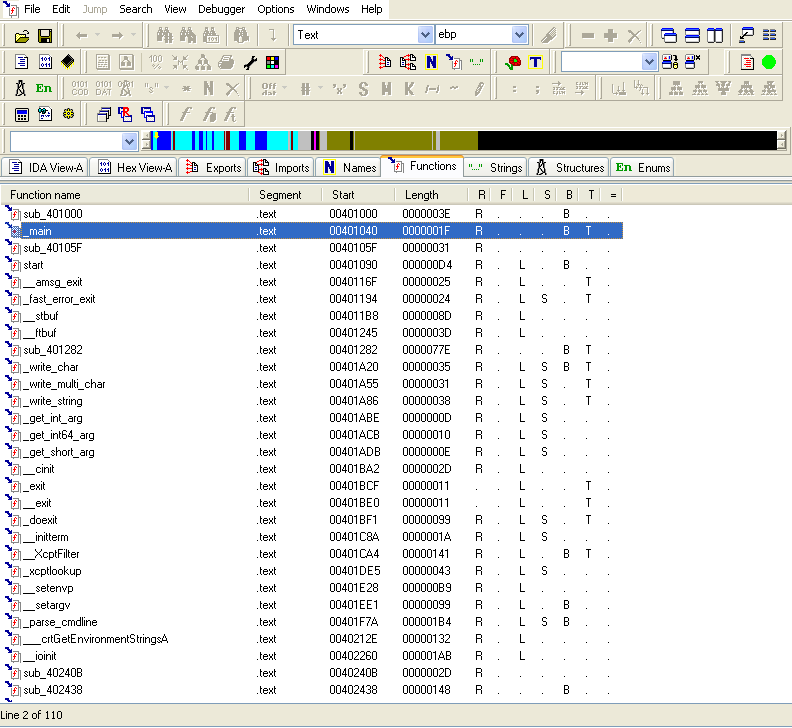 File Edit Jump Search View Debugger Options Windows Help
Text ebp
IDA View-A Hex View-A Exports Imports N Names Functions Strings Structures En Enums
Function name Segment Start Length R F L S B T =
sub_401000 .text 00401000 0000003E R . . . B . .
_main .text 00401040 0000001F R . . . B T .
sub_40105F .text 0040105F 00000031 R . . . . . .
start .text 00401090 000000D4 R . L . B . .
__amsg_exit .text 0040116F 00000025 R . L . . T .
_fast_error_exit .text 00401194 00000024 R . L S . T .
__stbuf .text 004011B8 0000008D R . L . . . .
__ftbuf .text 00401245 0000003D R . L . . . .
sub_401282 .text 00401282 0000077E R . . . B T .
_write_char .text 00401A20 00000035 R . L S B T .
_write_multi_char .text 00401A55 00000031 R . L S . T .
_write_string .text 00401A86 00000038 R . L S . T .
_get_int_arg .text 00401ABE 0000000D R . L S . . .
_get_int64_arg .text 00401ACB 00000010 R . L S . . .
_get_short_arg .text 00401ADB 0000000E R . L S . . .
__cinit .text 00401BA2 0000002D R . L . . . .
_exit .text 00401BCF 00000011 . . L . . T .
__exit .text 00401BE0 00000011 . . L . . T .
_doexit .text 00401BF1 00000099 R . L S . T .
__initterm .text 00401C8A 0000001A R . L S . . .
__XcptFilter .text 00401CA4 00000141 R . L . B T .
_xcptlookup .text 00401DE5 00000043 R . L S . . .
__setenvp .text 00401E28 000000B9 R . L . . . .
__setargv .text 00401EE1 00000099 R . L . B . .
_parse_cmdline .text 00401F7A 000001B4 R . L S B . .
___crtGetEnvironmentStringsA .text 0040212E 00000132 R . L . . . .
__ioinit .text 00402260 000001AB R . L . . . .
sub_40240B .text 0040240B 0000002D R . . . . . .
sub_402438 .text 00402438 00000148 R . . . B . .
Line 2 of 110